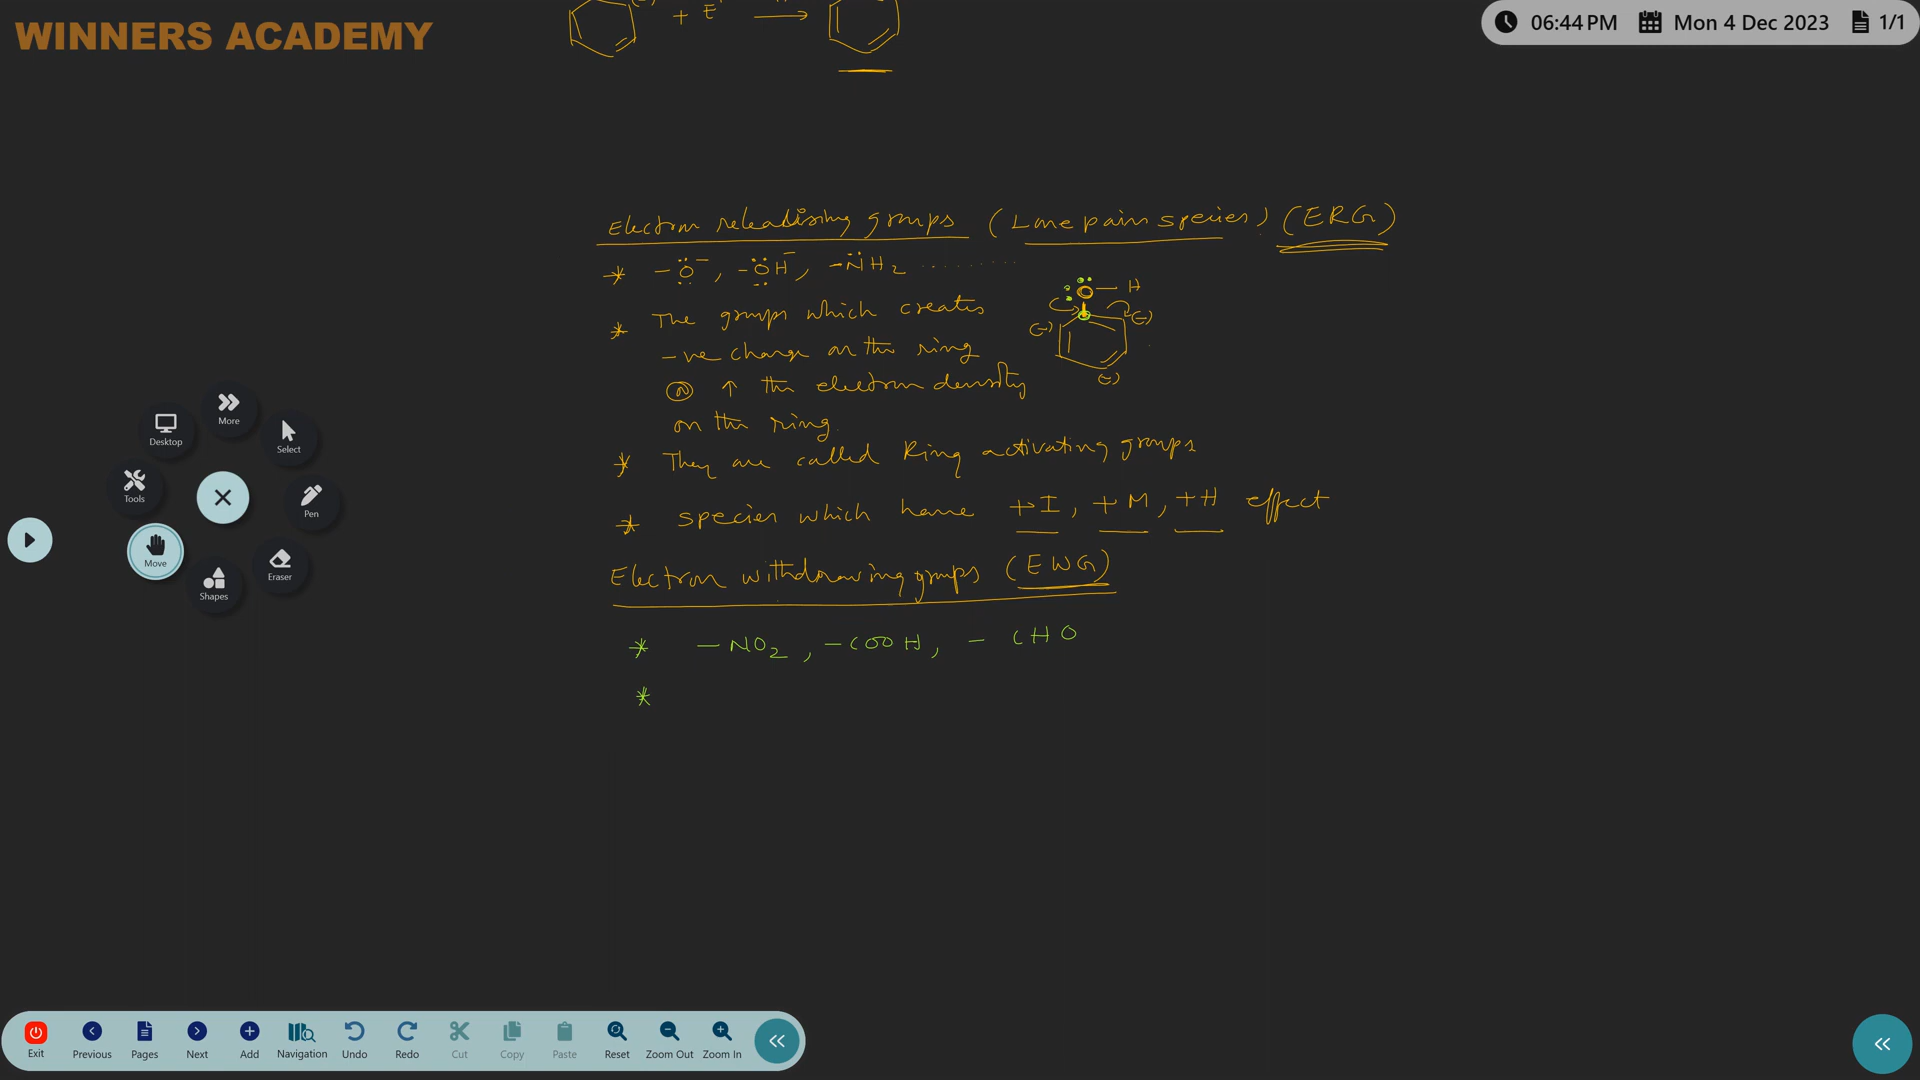 WINNERS ACADEMY
06:44 PM Mon 4 Dec 2023 1/1
+ E
Electron releasing groups (Lone pair species) (ERG)
* -O⁻, -OH, -NH2 ........
O - H
* The groups which creates
(-) (-)
-ve charge on the ring
(-)
↑ the electron density
on the ring.
* They are called Ring activating groups
* species which have +I, +M, +H effect
Electron withdrawing groups (EWG)
* -NO2, -COOH, - CHO
*
More
Desktop
Select
Tools
Pen
Move
Eraser
Shapes
Exit Previous Pages Next Add Navigation Undo Redo Cut Copy Paste Reset Zoom Out Zoom In